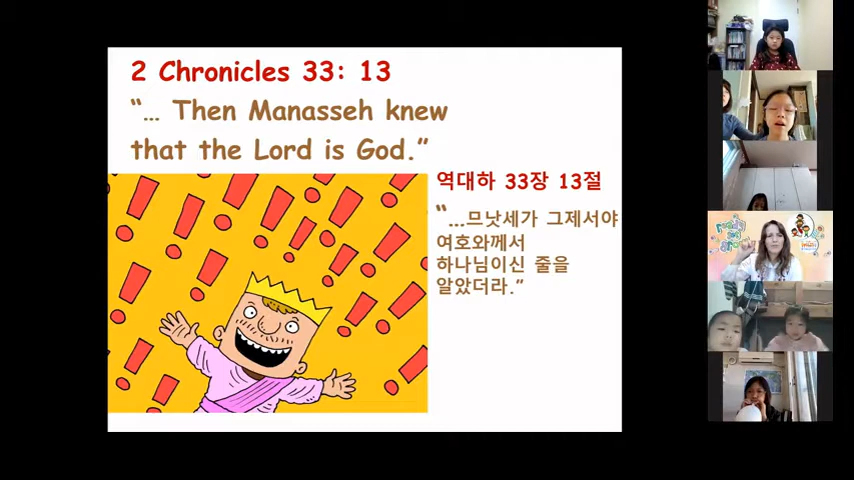 2 Chronicles 33: 13
“... Then Manasseh knew
that the Lord is God.”
역대하 33장 13절
“...므낫세가 그제서야
여호와께서
하나님이신 줄을
알았더라.”